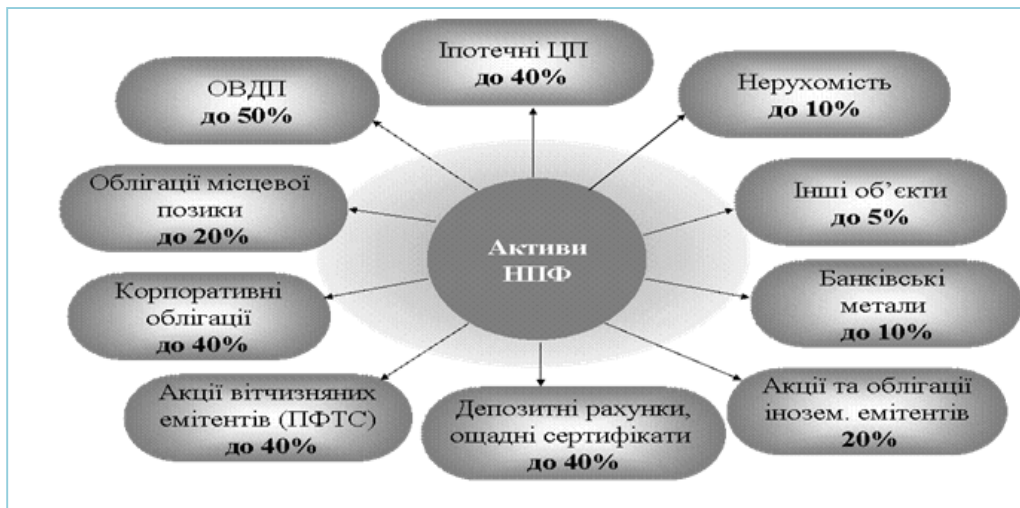 Іпотечні ЦП
до 40%
ОВДП
до 50%
Нерухомість
до 10%
Облігації місцевої
позики
до 20%
Інші об’єкти
до 5%
Активи
НПФ
Корпоративні
облігації
до 40%
Банківські
метали
до 10%
Акції вітчизняних
емітентів (ПФТС)
до 40%
Депозитні рахунки,
ощадні сертифікати
до 40%
Акції та облігації
інозем. емітентів
20%